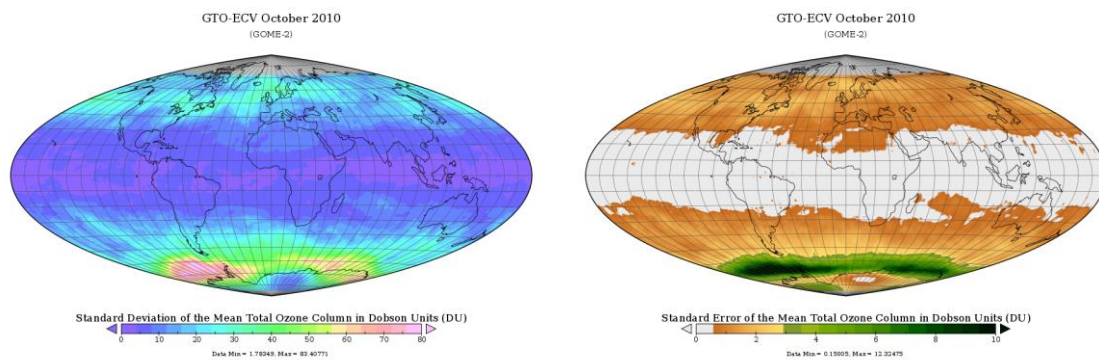 GTO-ECV October 2010
(GOME-2)
Standard Deviation of the Mean Total Ozone Column in Dobson Units (DU)
0 10 20 30 40 50 60 70 80
Data Min = 1.78349, Max = 83.40771
GTO-ECV October 2010
(GOME-2)
Standard Error of the Mean Total Ozone Column in Dobson Units (DU)
0 2 4 6 8 10
Data Min = 0.15895, Max = 12.32475